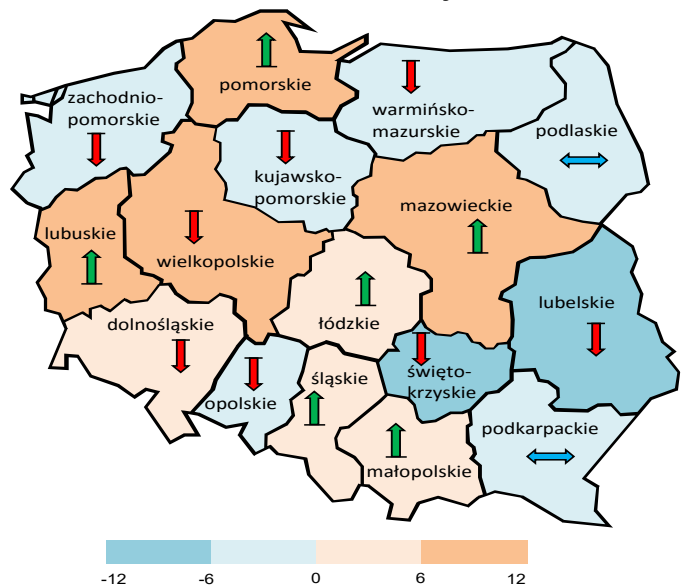 pomorskie
zachodnio-
pomorskie
warmińsko-
mazurskie
podlaskie
kujawsko-
pomorskie
mazowieckie
lubuskie
wielkopolskie
lubelskie
dolnośląskie
łódzkie
święto-
krzyskie
śląskie
opolskie
podkarpackie
małopolskie
-12 -6 0 6 12